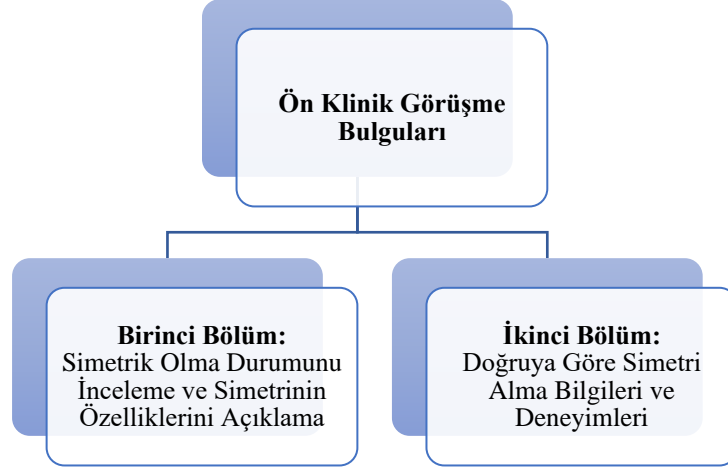 Ön Klinik Görüşme
Bulguları
Birinci Bölüm:
Simetrik Olma Durumunu
İnceleme ve Simetrinin
Özelliklerini Açıklama
İkinci Bölüm:
Doğruya Göre Simetri
Alma Bilgileri ve
Deneyimleri